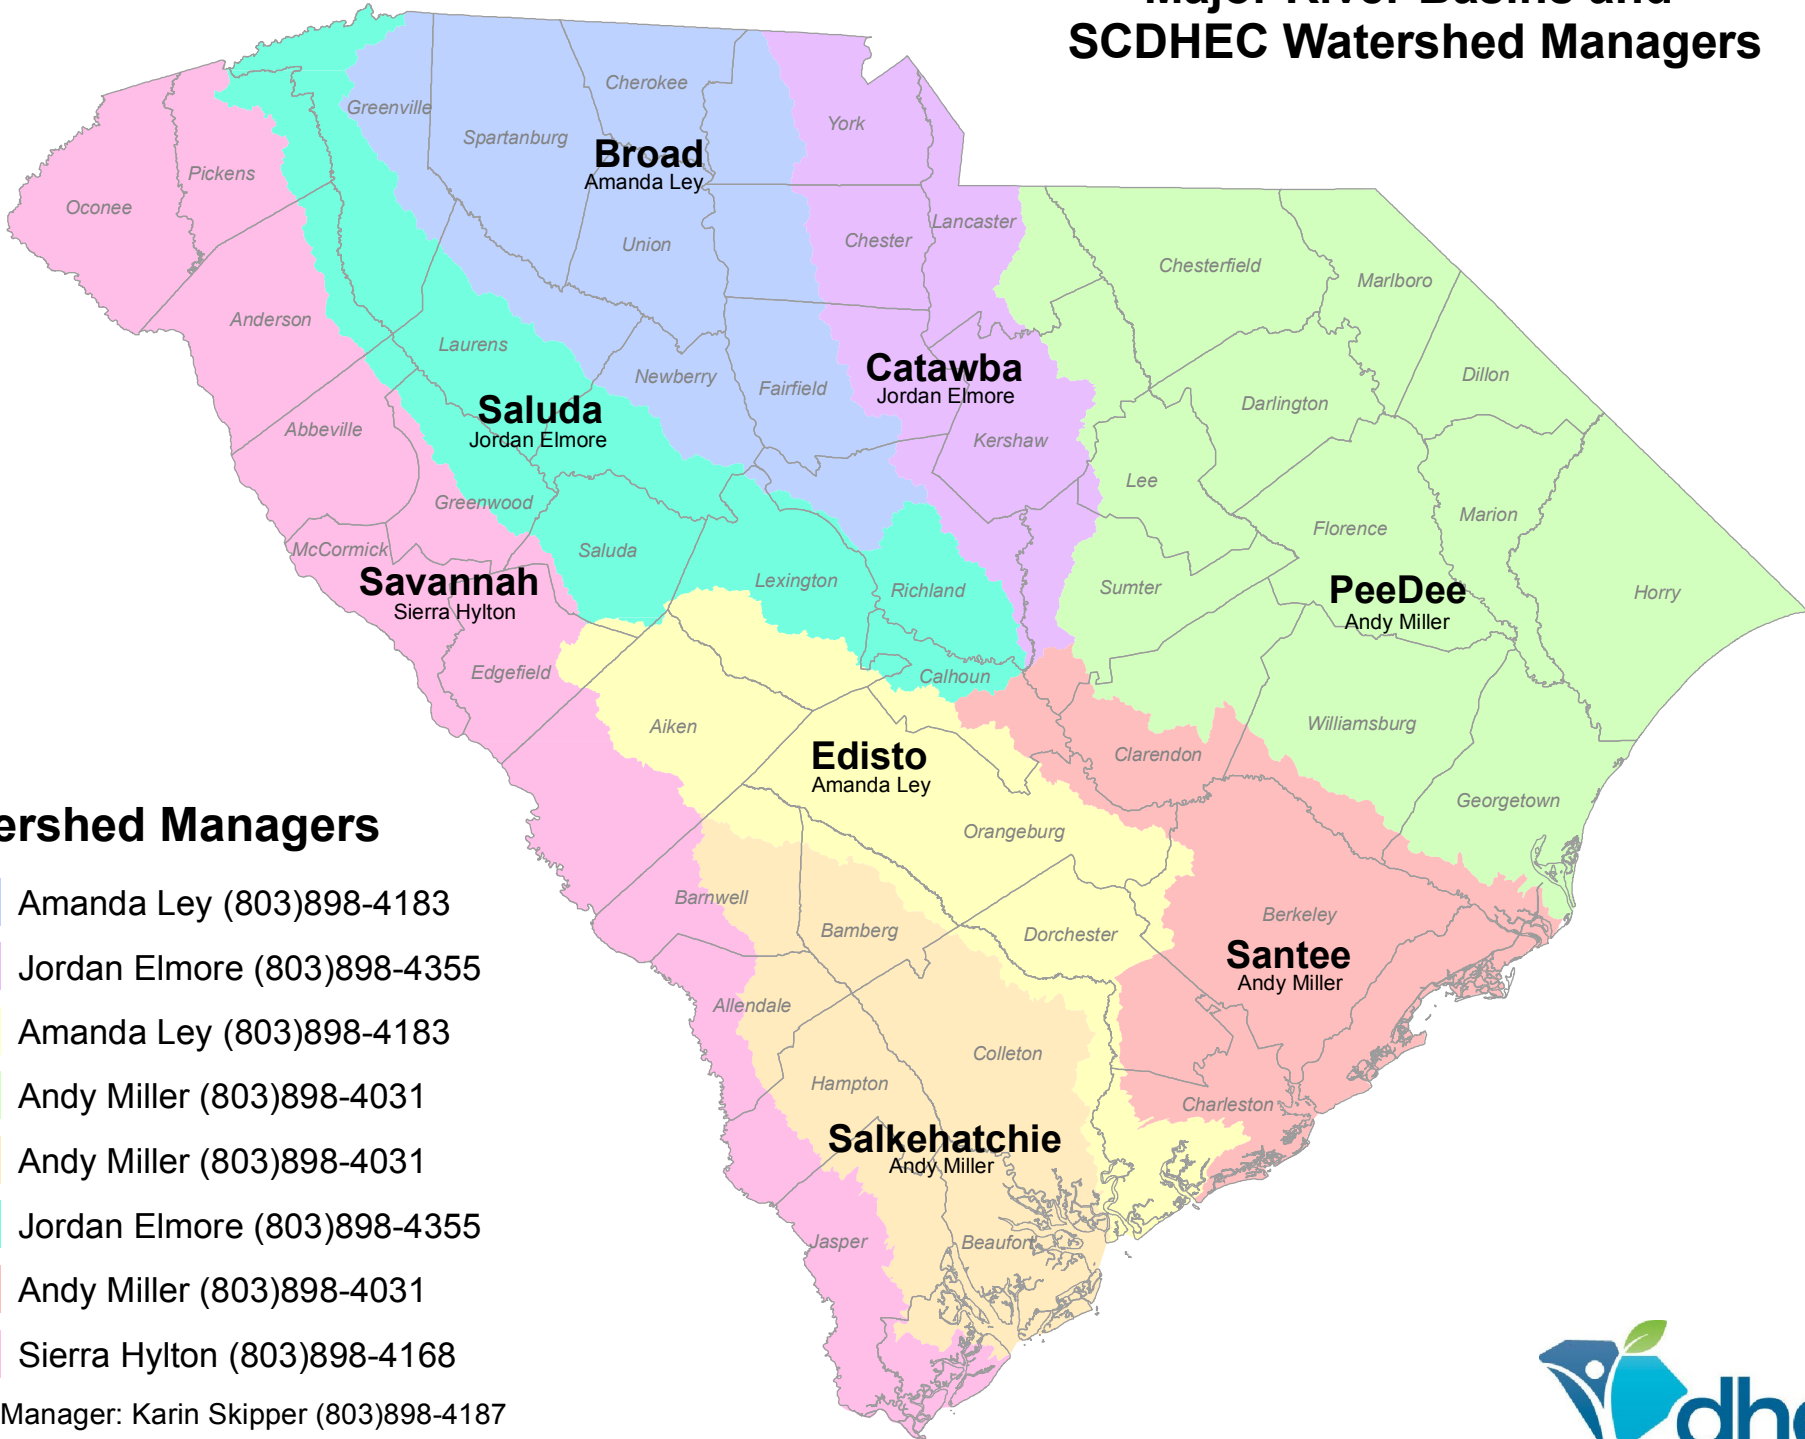 Major River Basins and
SCDHEC Watershed Managers
Cherokee
Greenville
York
Spartanburg
Broad
Amanda Ley
Pickens
Oconee
Lancaster
Union
Chester
Chesterfield
Marlboro
Anderson
Laurens
Newberry
Fairfield
Catawba
Jordan Elmore
Dillon
Darlington
Saluda
Jordan Elmore
Abbeville
Kershaw
Lee
Greenwood
Marion
Florence
McCormick
Saluda
Lexington
Richland
Sumter
Savannah
Sierra Hylton
PeeDee
Andy Miller
Horry
Edgefield
Calhoun
Aiken
Williamsburg
Edisto
Amanda Ley
Clarendon
Georgetown
Orangeburg
Barnwell
Bamberg
Dorchester
Berkeley
Santee
Andy Miller
Allendale
Colleton
Hampton
Charleston
Salkehatchie
Andy Miller
Jasper
Beaufort
ershed Managers
Amanda Ley (803)898-4183
Jordan Elmore (803)898-4355
Amanda Ley (803)898-4183
Andy Miller (803)898-4031
Andy Miller (803)898-4031
Jordan Elmore (803)898-4355
Andy Miller (803)898-4031
Sierra Hylton (803)898-4168
Manager: Karin Skipper (803)898-4187
dhe